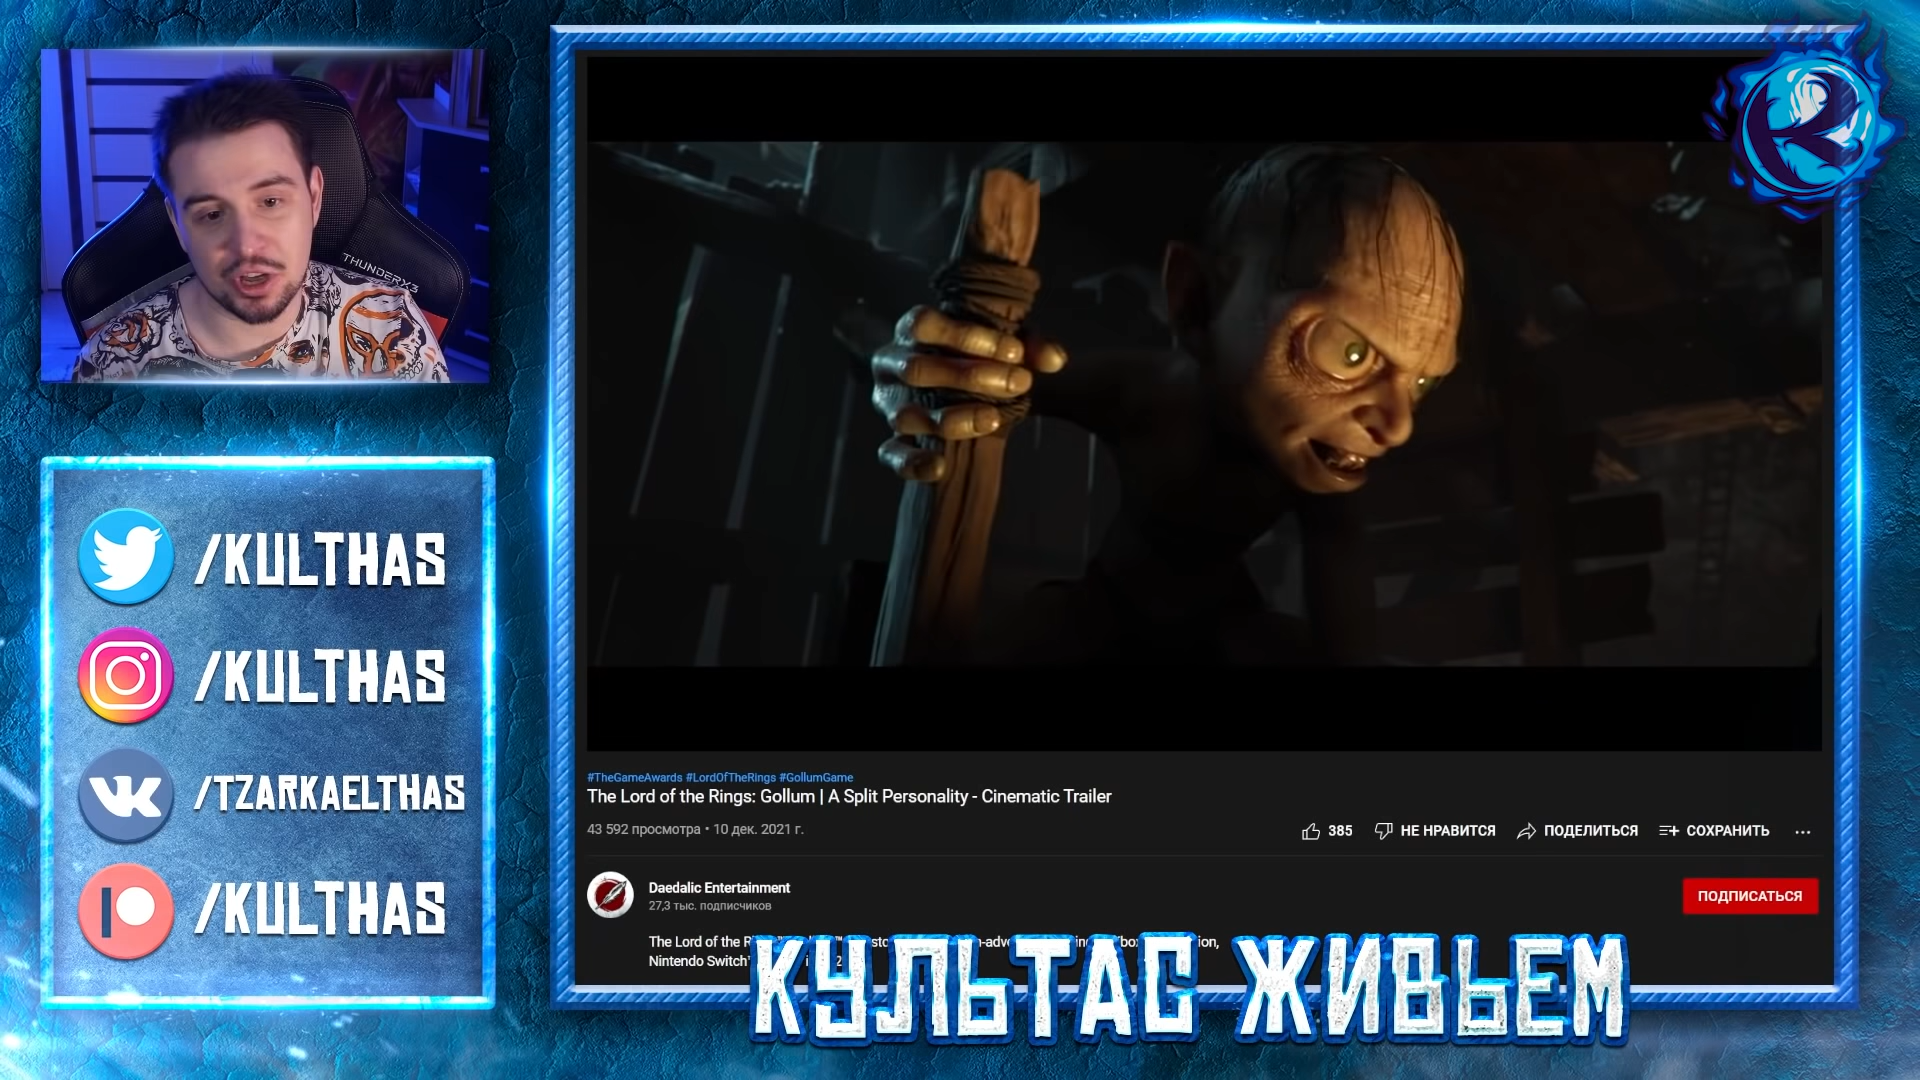 THUNDERX3
/KULTHAS
/KULTHAS
/TZARKAELTHAS
/KULTHAS
#TheGameAwards #LordOfTheRings #GollumGame
The Lord of the Rings: Gollum | A Split Personality - Cinematic Trailer
43 592 просмотра • 10 дек. 2021 г.
385
НЕ НРАВИТСЯ
ПОДЕЛИТЬСЯ
СОХРАНИТЬ
Daedalic Entertainment
27,3 тыс. подписчиков
ПОДПИСАТЬСЯ
The Lord of the
Nintendo Switch
КУЛЬТАС ЖИВЬЕМ